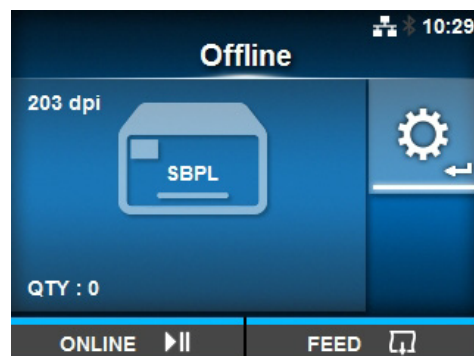 10:29
Offline
203 dpi
SBPL
QTY : 0
ONLINE
FEED